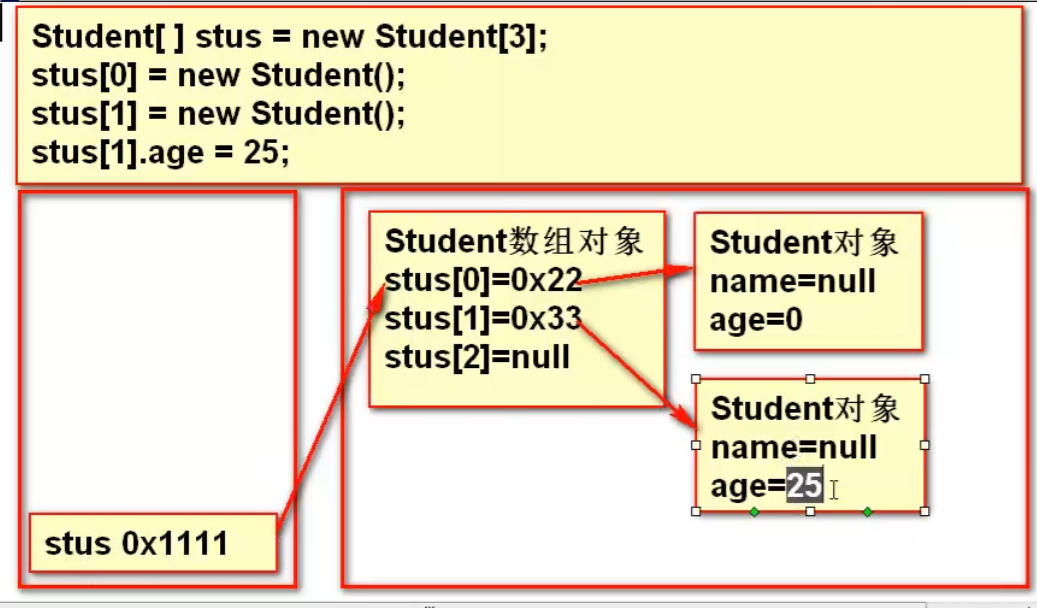 Student[ ] stus = new Student[3];
stus[0] = new Student();
stus[1] = new Student();
stus[1].age = 25;
Student数组对象
stus[0]=0x22
stus[1]=0x33
stus[2]=null
Student对象
name=null
age=0
Student对象
name=null
age=25
stus 0x1111